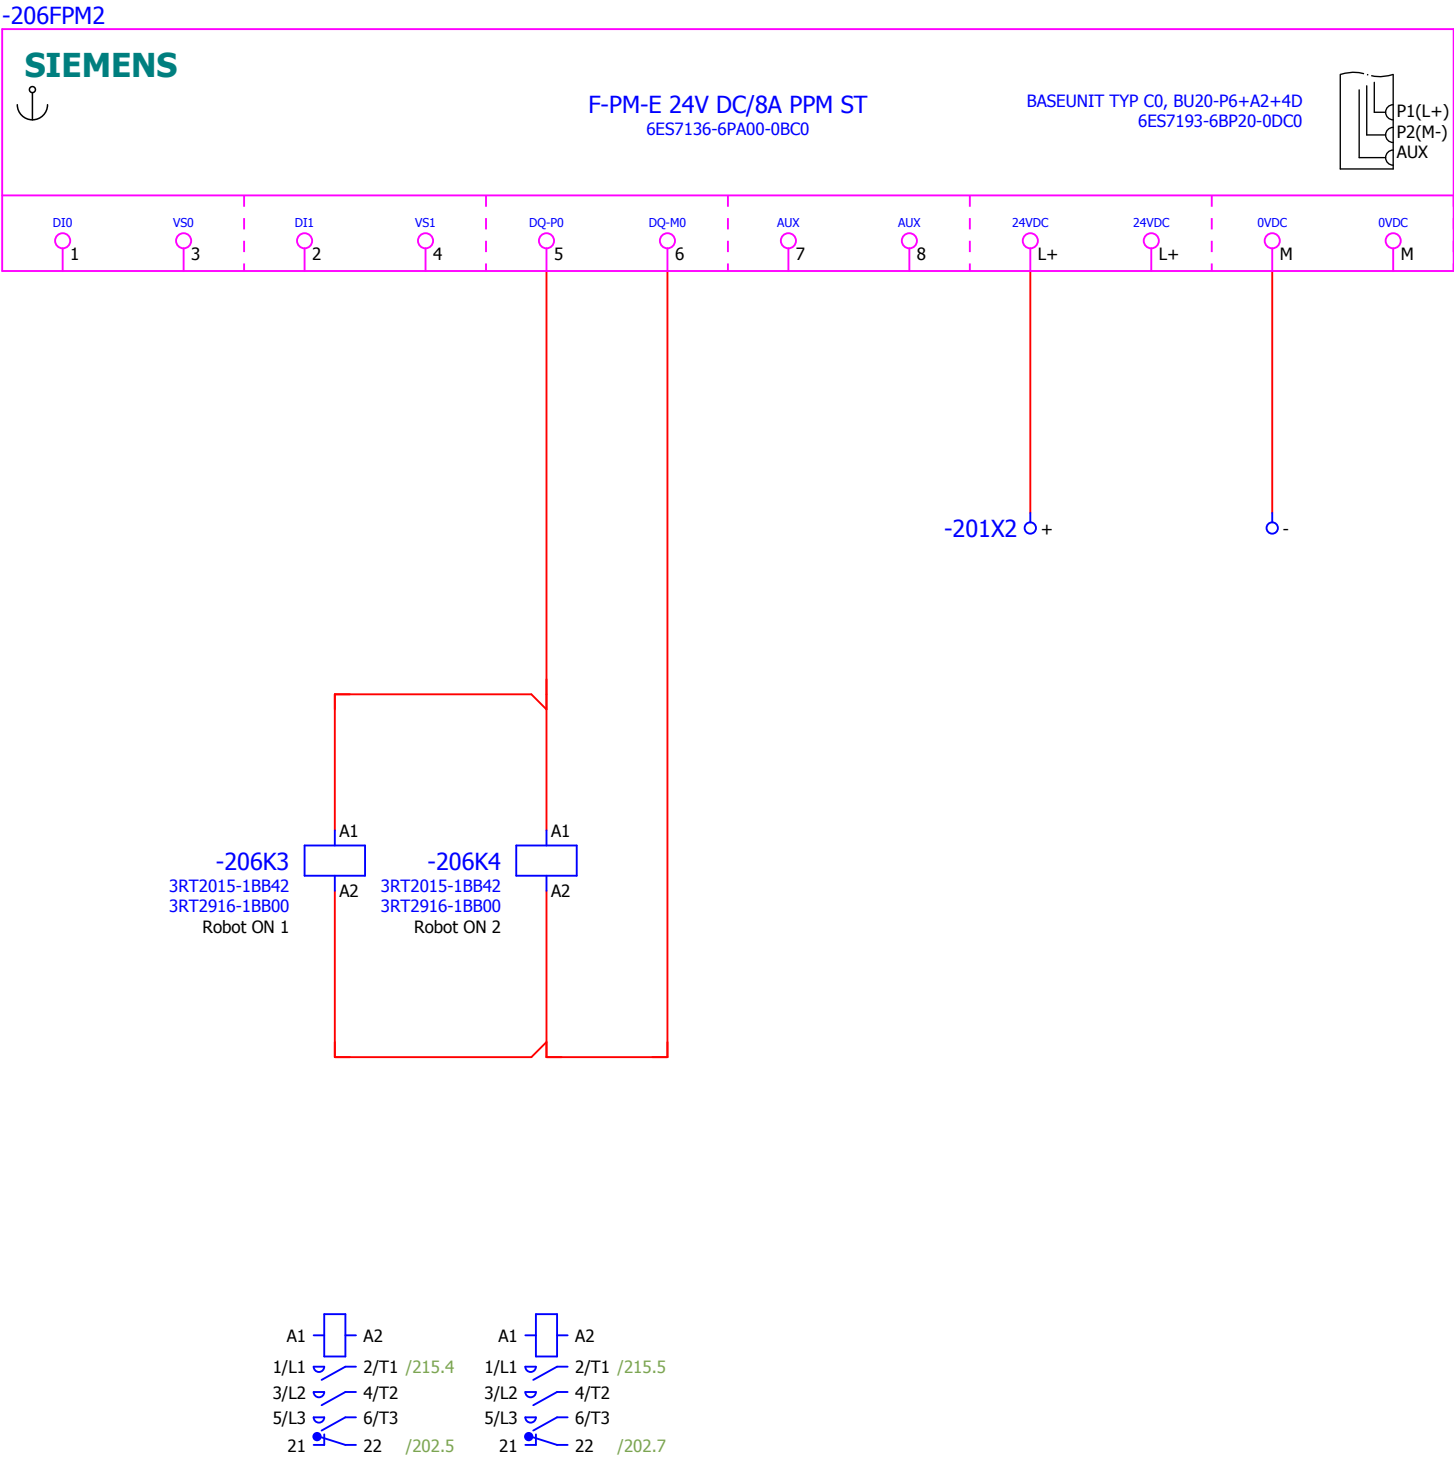 -206FPM2
SIEMENS
F-PM-E 24V DC/8A PPM ST
6ES7136-6PA00-0BC0
BASEUNIT TYP C0, BU20-P6+A2+4D
6ES7193-6BP20-0DC0
P1(L+)
P2(M-)
AUX
DI0 VS0 DI1 VS1 DQ-P0 DQ-M0 AUX AUX 24VDC 24VDC 0VDC 0VDC
1 3 2 4 5 6 7 8 L+ L+ M M
-201X2 + -
A1 A1
-206K3 -206K4
3RT2015-1BB42 A2 3RT2015-1BB42 A2
3RT2916-1BB00 3RT2916-1BB00
Robot ON 1 Robot ON 2
A1 A2 A1 A2
1/L1 2/T1 /215.4 1/L1 2/T1 /215.5
3/L2 4/T2 3/L2 4/T2
5/L3 6/T3 5/L3 6/T3
21 22 /202.5 21 22 /202.7